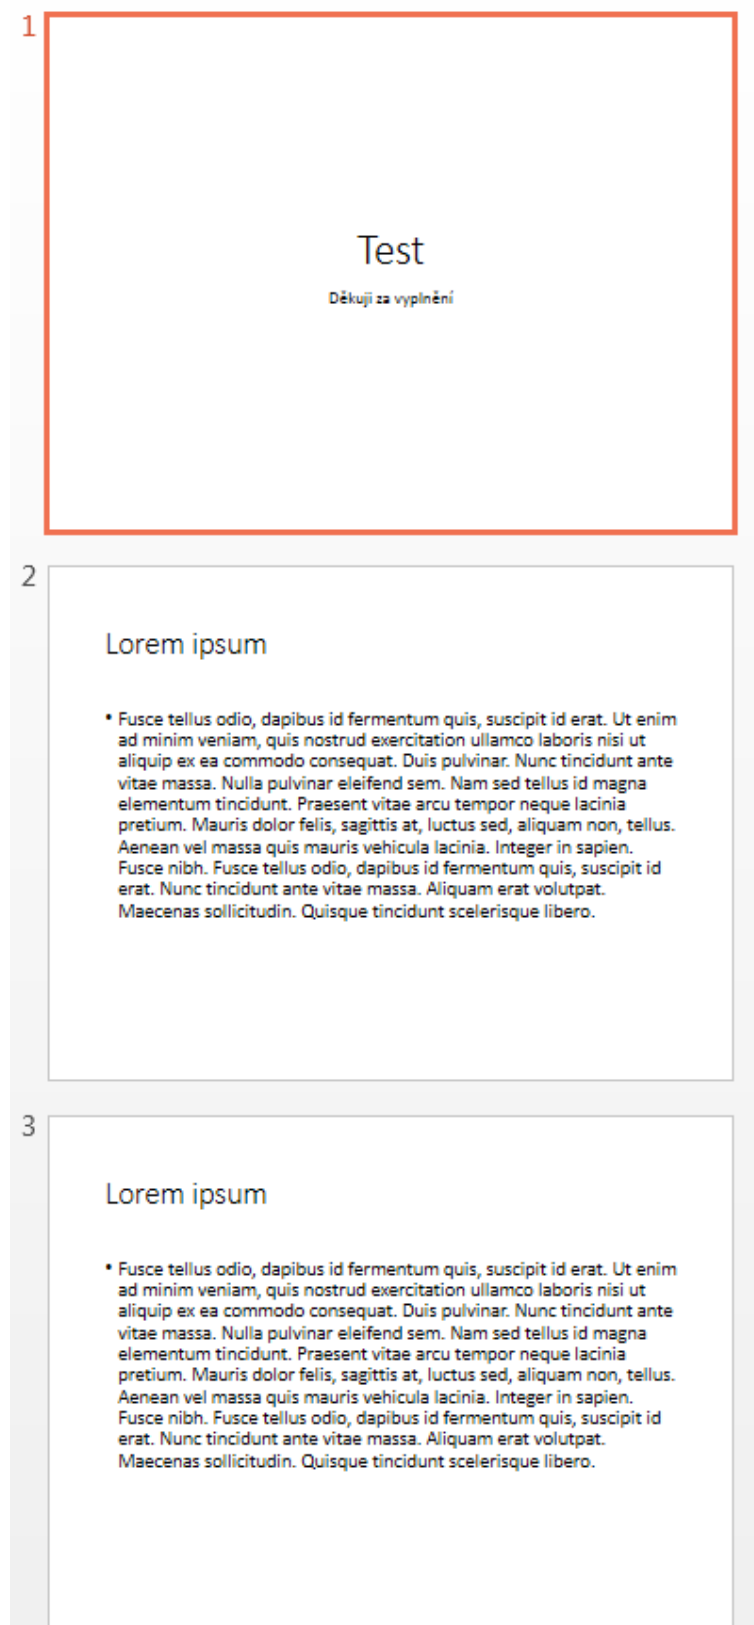 1
Test
Děkuji za vyplnění
2
Lorem ipsum
• Fusce tellus odio, dapibus id fermentum quis, suscipit id erat. Ut enim
ad minim veniam, quis nostrud exercitation ullamco laboris nisi ut
aliquip ex ea commodo consequat. Duis pulvinar. Nunc tincidunt ante
vitae massa. Nulla pulvinar eleifend sem. Nam sed tellus id magna
elementum tincidunt. Praesent vitae arcu tempor neque lacinia
pretium. Mauris dolor felis, sagittis at, luctus sed, aliquam non, tellus.
Aenean vel massa quis mauris vehicula lacinia. Integer in sapien.
Fusce nibh. Fusce tellus odio, dapibus id fermentum quis, suscipit id
erat. Nunc tincidunt ante vitae massa. Aliquam erat volutpat.
Maecenas sollicitudin. Quisque tincidunt scelerisque libero.
3
Lorem ipsum
• Fusce tellus odio, dapibus id fermentum quis, suscipit id erat. Ut enim
ad minim veniam, quis nostrud exercitation ullamco laboris nisi ut
aliquip ex ea commodo consequat. Duis pulvinar. Nunc tincidunt ante
vitae massa. Nulla pulvinar eleifend sem. Nam sed tellus id magna
elementum tincidunt. Praesent vitae arcu tempor neque lacinia
pretium. Mauris dolor felis, sagittis at, luctus sed, aliquam non, tellus.
Aenean vel massa quis mauris vehicula lacinia. Integer in sapien.
Fusce nibh. Fusce tellus odio, dapibus id fermentum quis, suscipit id
erat. Nunc tincidunt ante vitae massa. Aliquam erat volutpat.
Maecenas sollicitudin. Quisque tincidunt scelerisque libero.